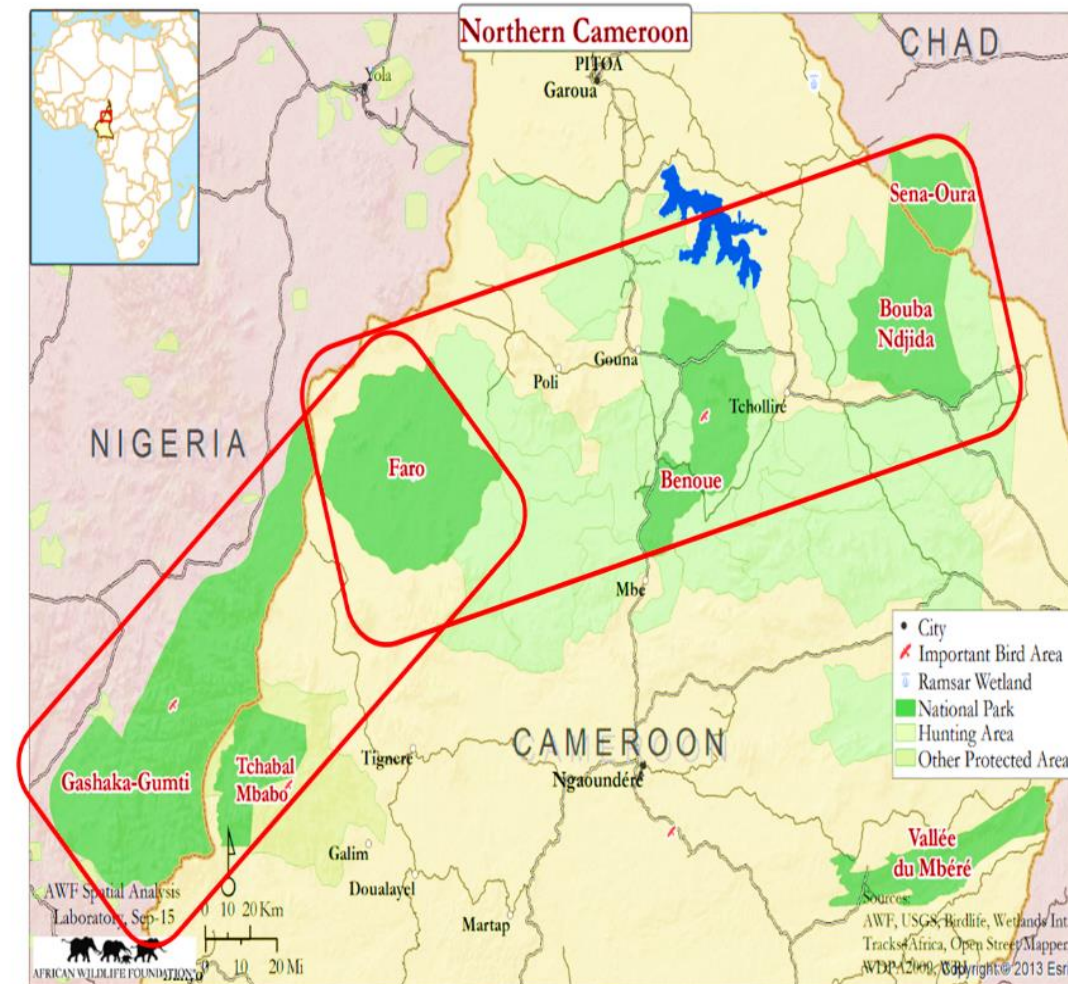 Northern Cameroon
CHAD
Yola
PITOA
Garoua
Sena-Oura
Bouba
Ndjida
Gouna
Poli
Tcholliré
NIGERIA
Faro
Benoue
Mbe
City
Important Bird Area
Ramsar Wetland
National Park
Hunting Area
Other Protected Area
CAMEROON
Tignere
Ngaoundéré
Gashaka-Gumti
Tchabal
Mbabo
Galim
Doualayel
Martap
Vallée
du Mbéré
AWF Spatial Analysis
Laboratory, Sep-15
0 10 20 Km
0 10 20 Mi
AFRICAN WILDLIFE FOUNDATION
Sources:
AWF, USGS, Birdlife, Wetlands Int
Tracks4Africa, Open Street Mapper
WDPA2009, Copyright:© 2013 Esri